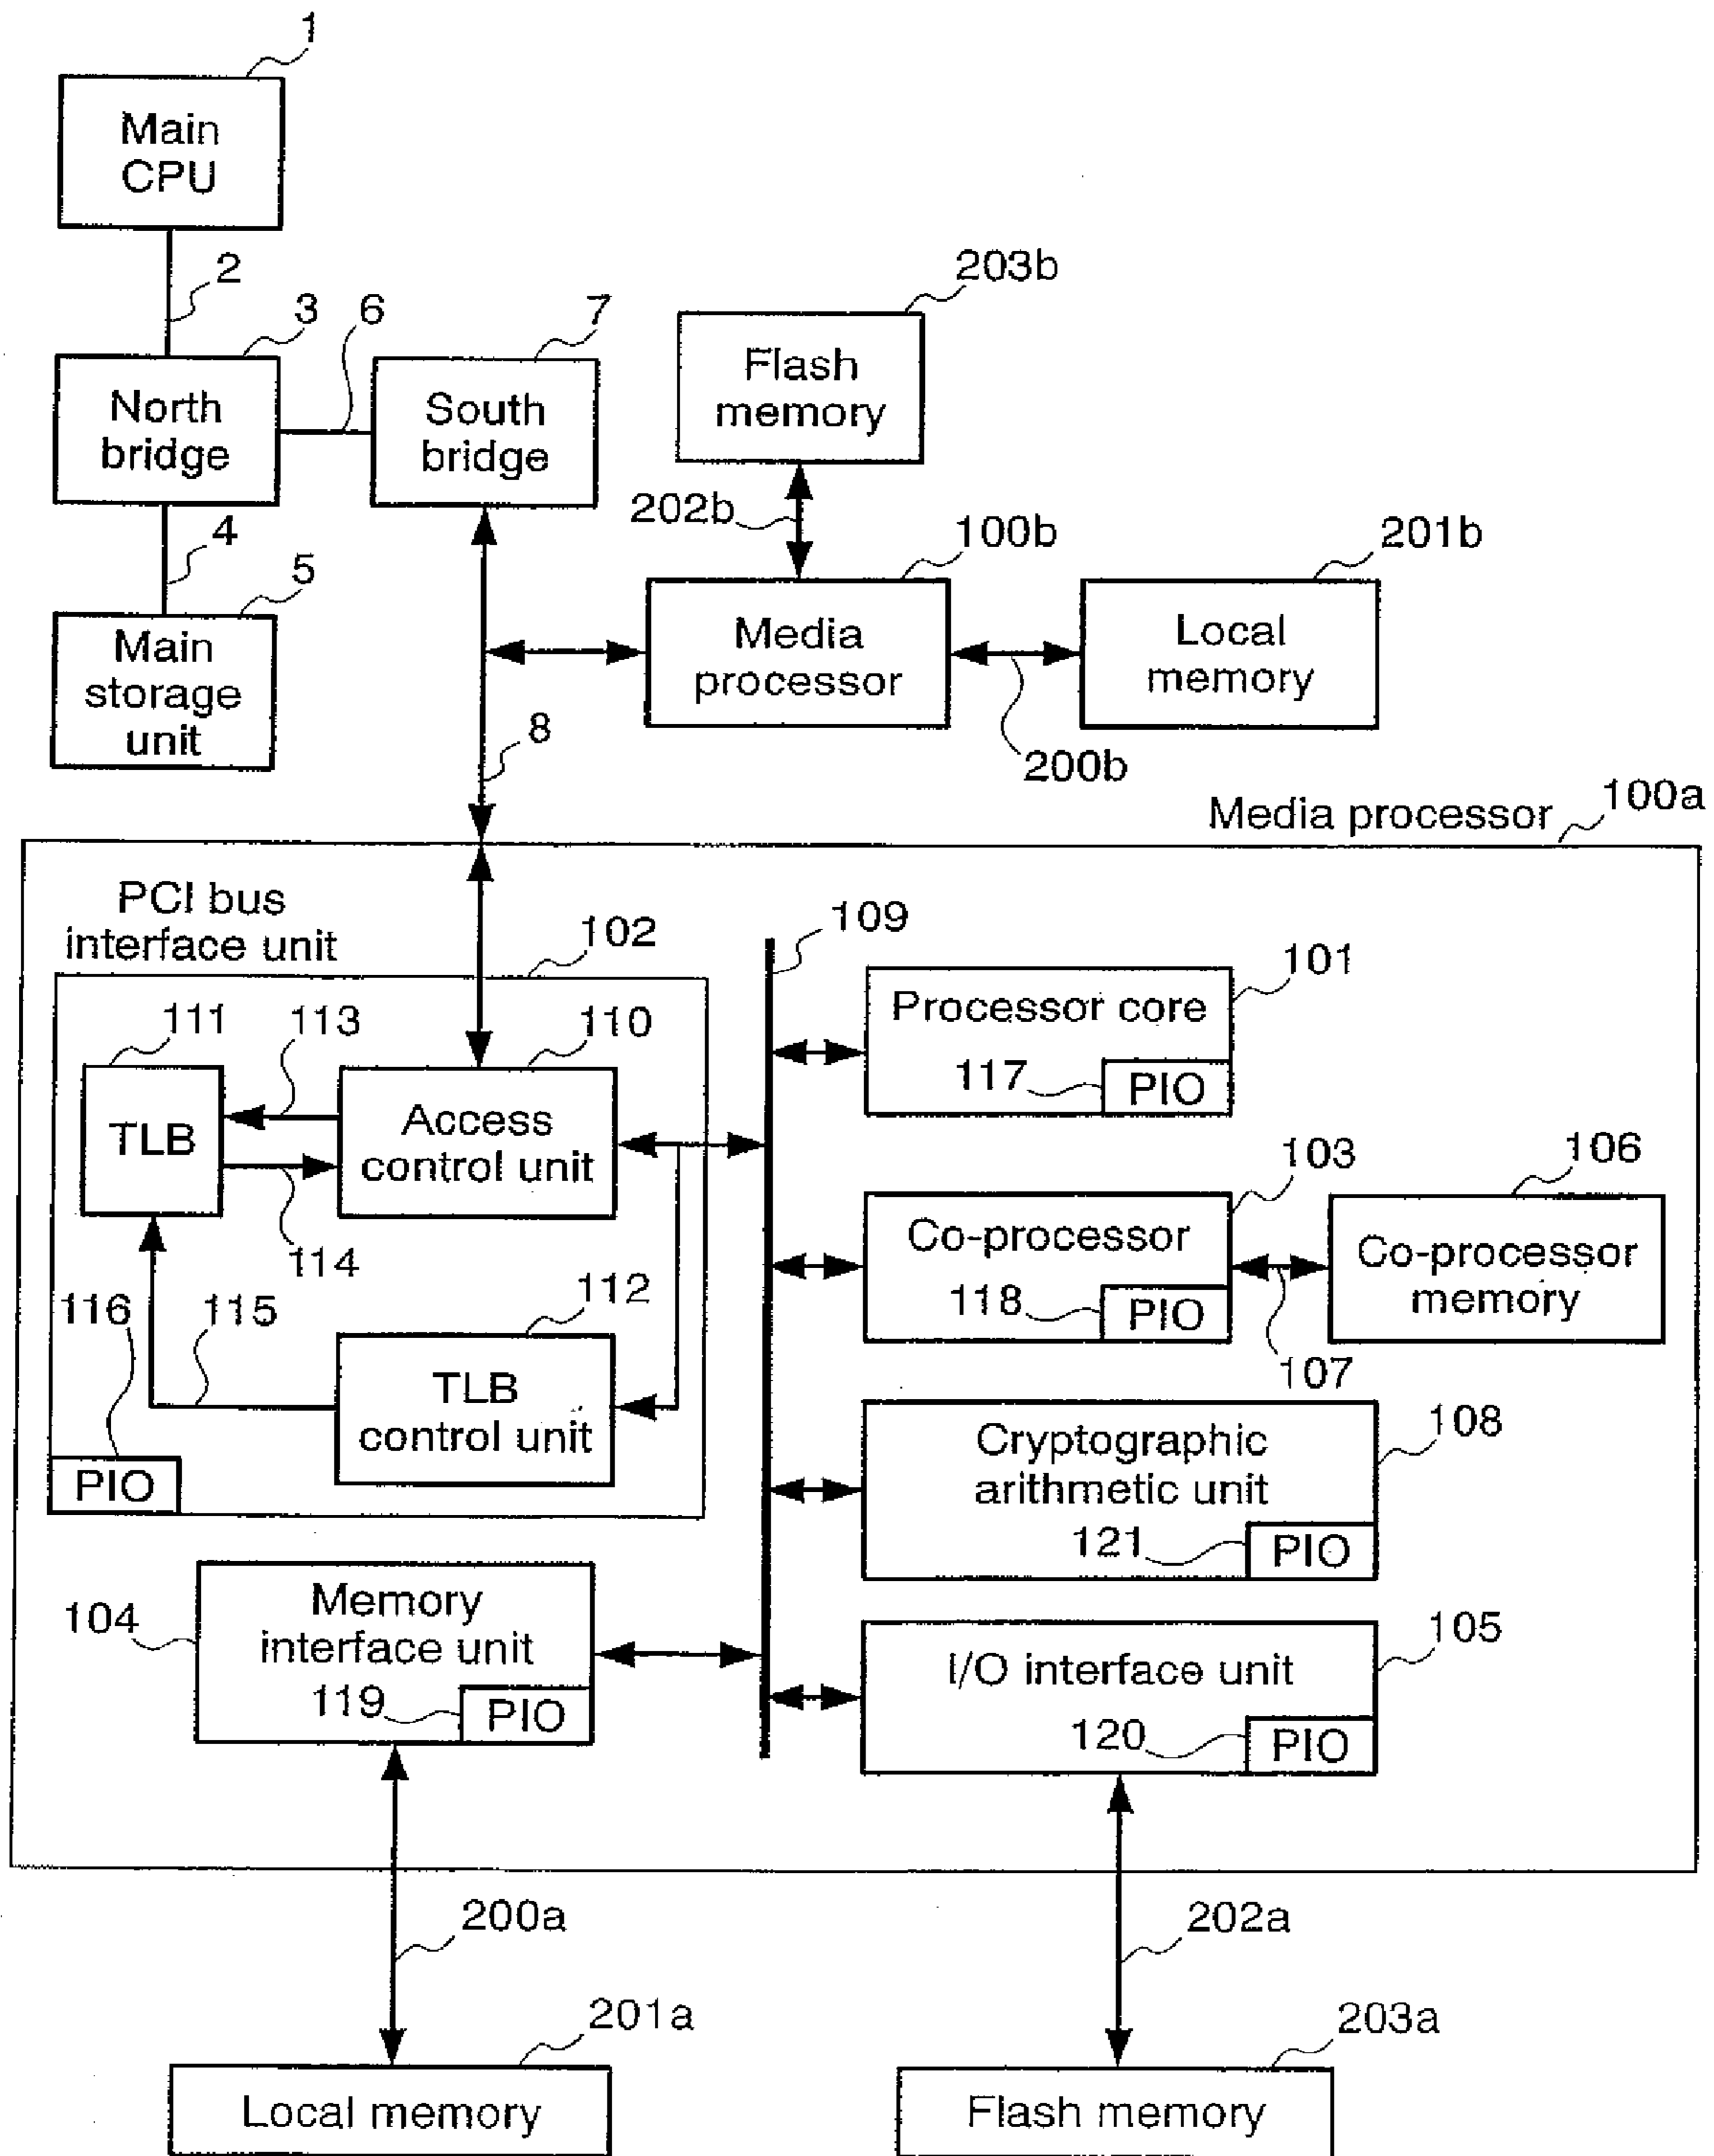 1
Main
CPU
2
3
6
7
203b
North
bridge
South
bridge
Flash
memory
4
202b
100b
201b
5
Main
storage
unit
Media
processor
Local
memory
8
200b
Media processor
100a
PCI bus
interface unit
102
109
101
111
113
110
Processor core
117
PIO
TLB
Access
control unit
103
106
114
Co-processor
118
PIO
Co-processor
memory
116
115
112
107
TLB
control unit
108
PIO
Cryptographic
arithmetic unit
121
PIO
104
Memory
interface unit
119
PIO
105
I/O interface unit
120
PIO
200a
202a
201a
203a
Local memory
Flash memory